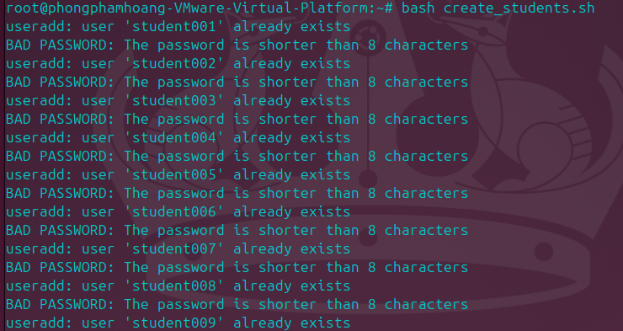 root@phongphamhoang-VMware-Virtual-Platform:~# bash create_students.sh
useradd: user 'student001' already exists
BAD PASSWORD: The password is shorter than 8 characters
useradd: user 'student002' already exists
BAD PASSWORD: The password is shorter than 8 characters
useradd: user 'student003' already exists
BAD PASSWORD: The password is shorter than 8 characters
useradd: user 'student004' already exists
BAD PASSWORD: The password is shorter than 8 characters
useradd: user 'student005' already exists
BAD PASSWORD: The password is shorter than 8 characters
useradd: user 'student006' already exists
BAD PASSWORD: The password is shorter than 8 characters
useradd: user 'student007' already exists
BAD PASSWORD: The password is shorter than 8 characters
useradd: user 'student008' already exists
BAD PASSWORD: The password is shorter than 8 characters
useradd: user 'student009' already exists